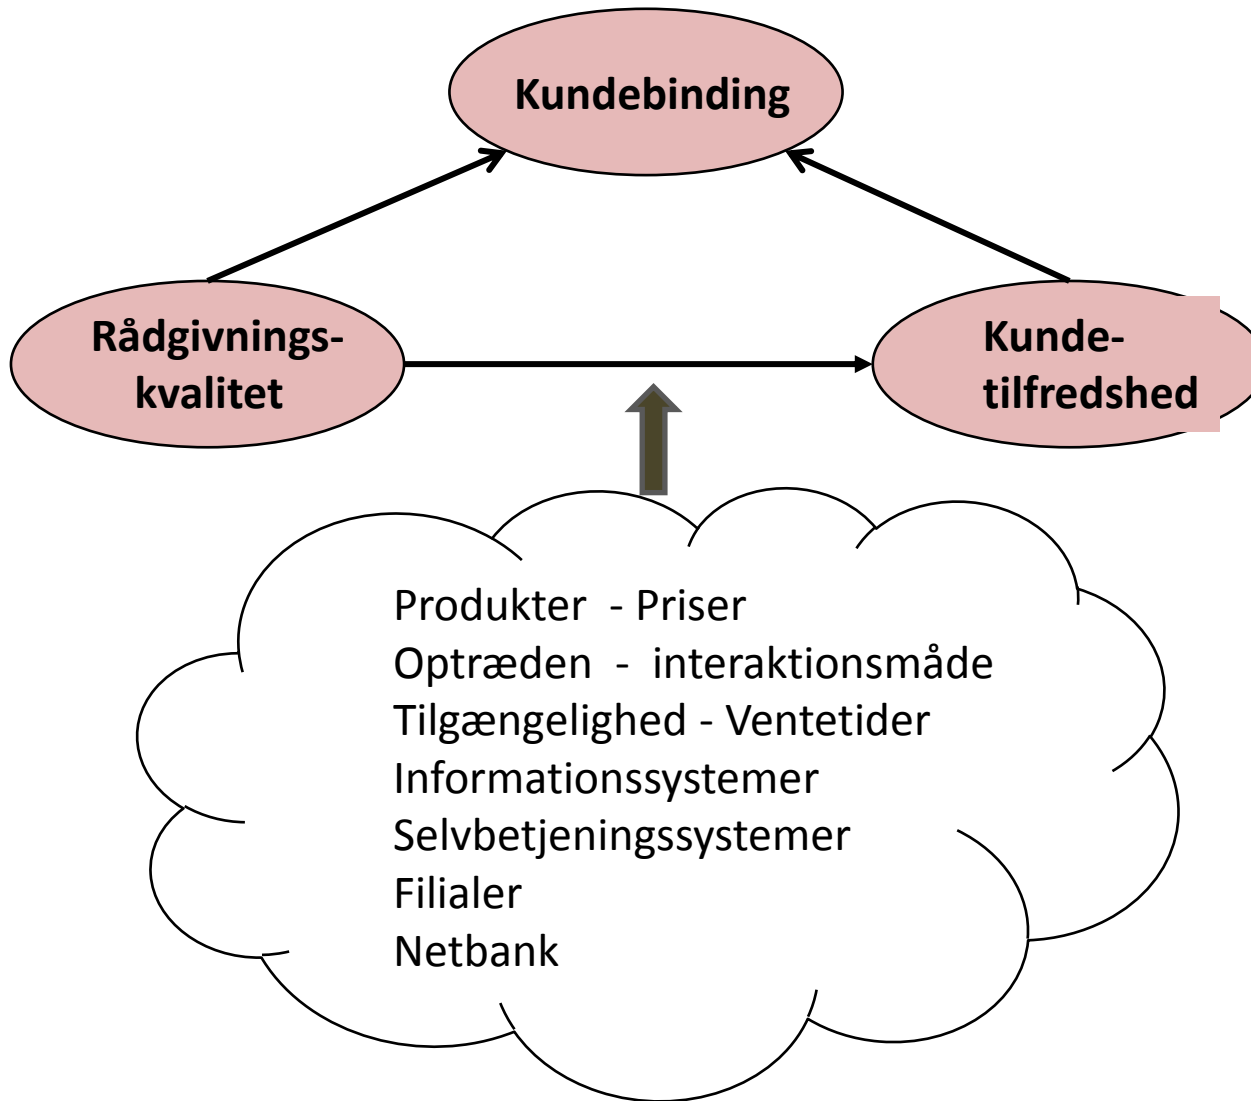 Kundebinding
Rådgivnings-
kvalitet
Kunde-
tilfredshed
Produkter - Priser
Optræden - interaktionsmåde
Tilgængelighed - Ventetider
Informationssystemer
Selvbetjeningssystemer
Filialer
Netbank